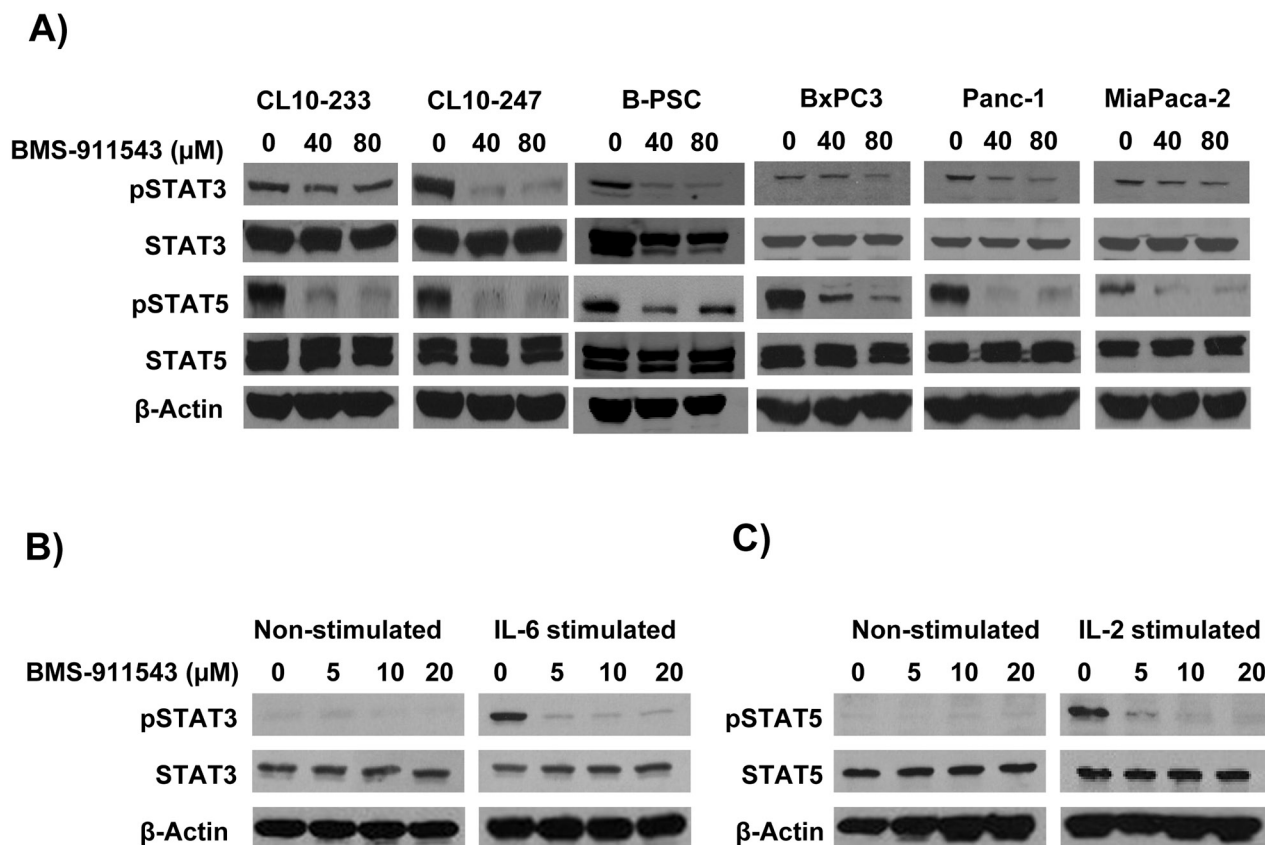 A)
CL10-233 CL10-247 B-PSC BxPC3 Panc-1 MiaPaca-2
BMS-911543 (µM) 0 40 80 0 40 80 0 40 80 0 40 80 0 40 80 0 40 80
pSTAT3
STAT3
pSTAT5
STAT5
β-Actin
B)
Non-stimulated IL-6 stimulated
BMS-911543 (µM) 0 5 10 20 0 5 10 20
pSTAT3
STAT3
β-Actin
C)
Non-stimulated IL-2 stimulated
0 5 10 20 0 5 10 20
pSTAT5
STAT5
β-Actin